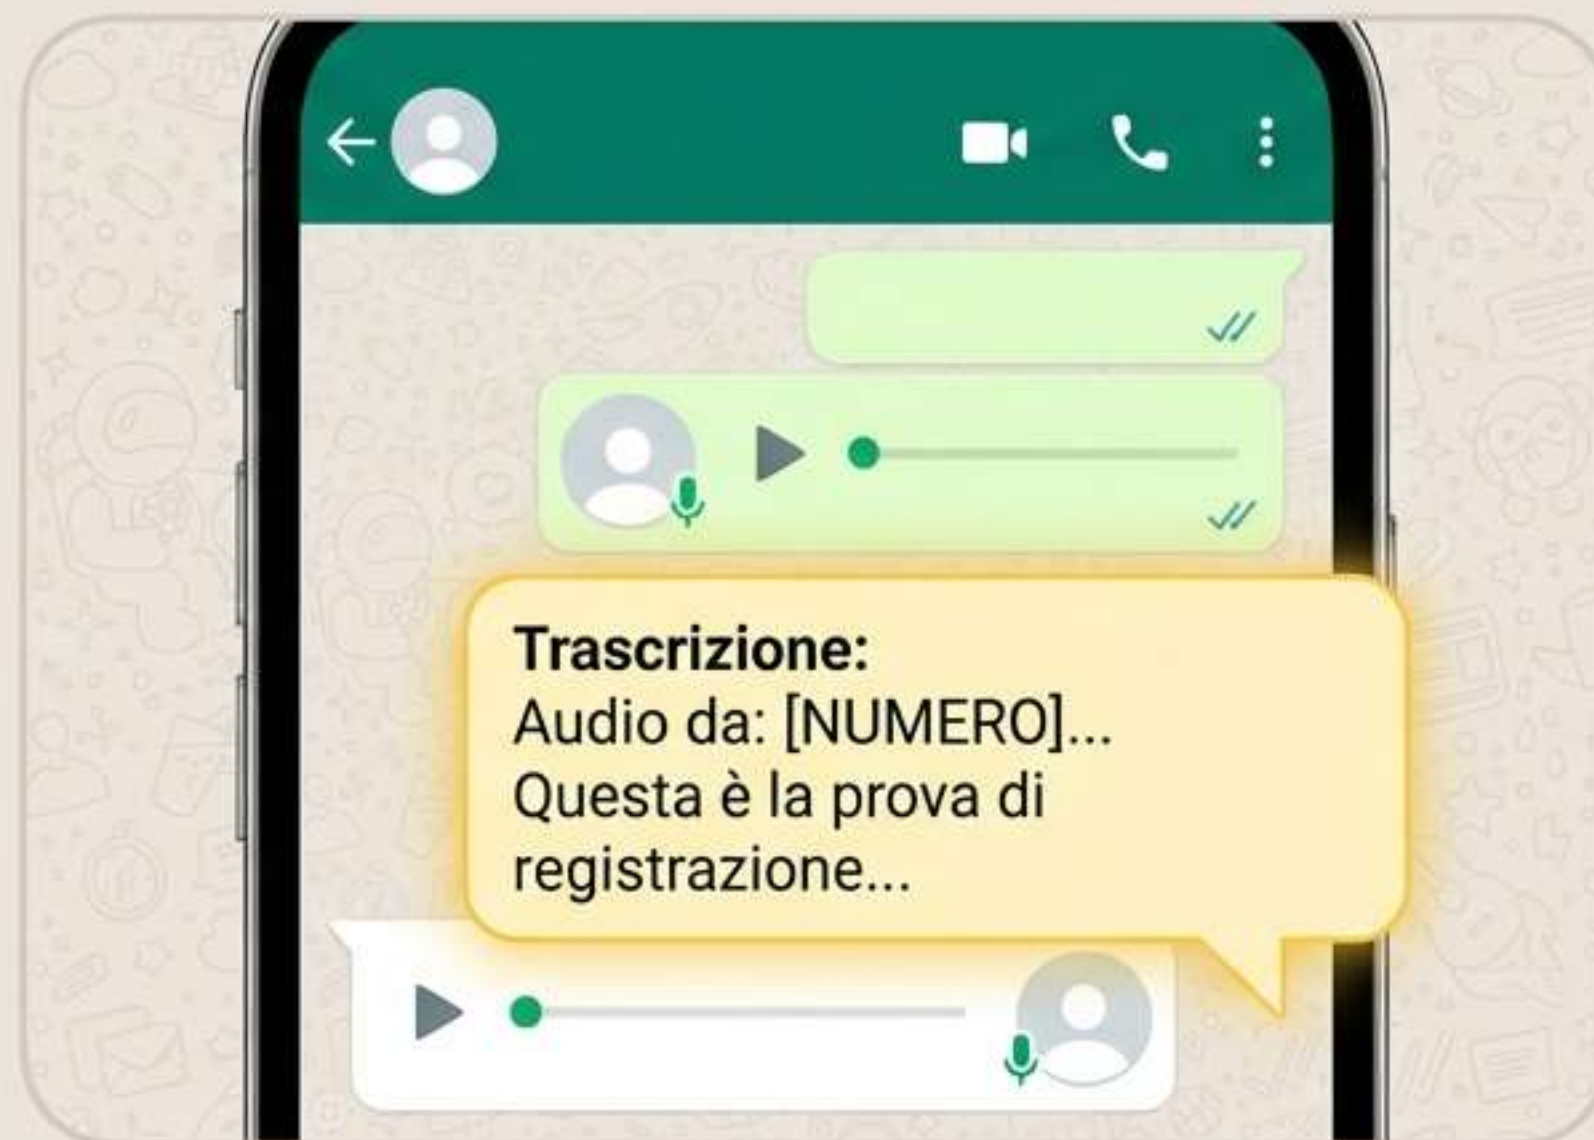 Trascrizione:
Audio da: [NUMERO]...
Questa è la prova di
registrazione...